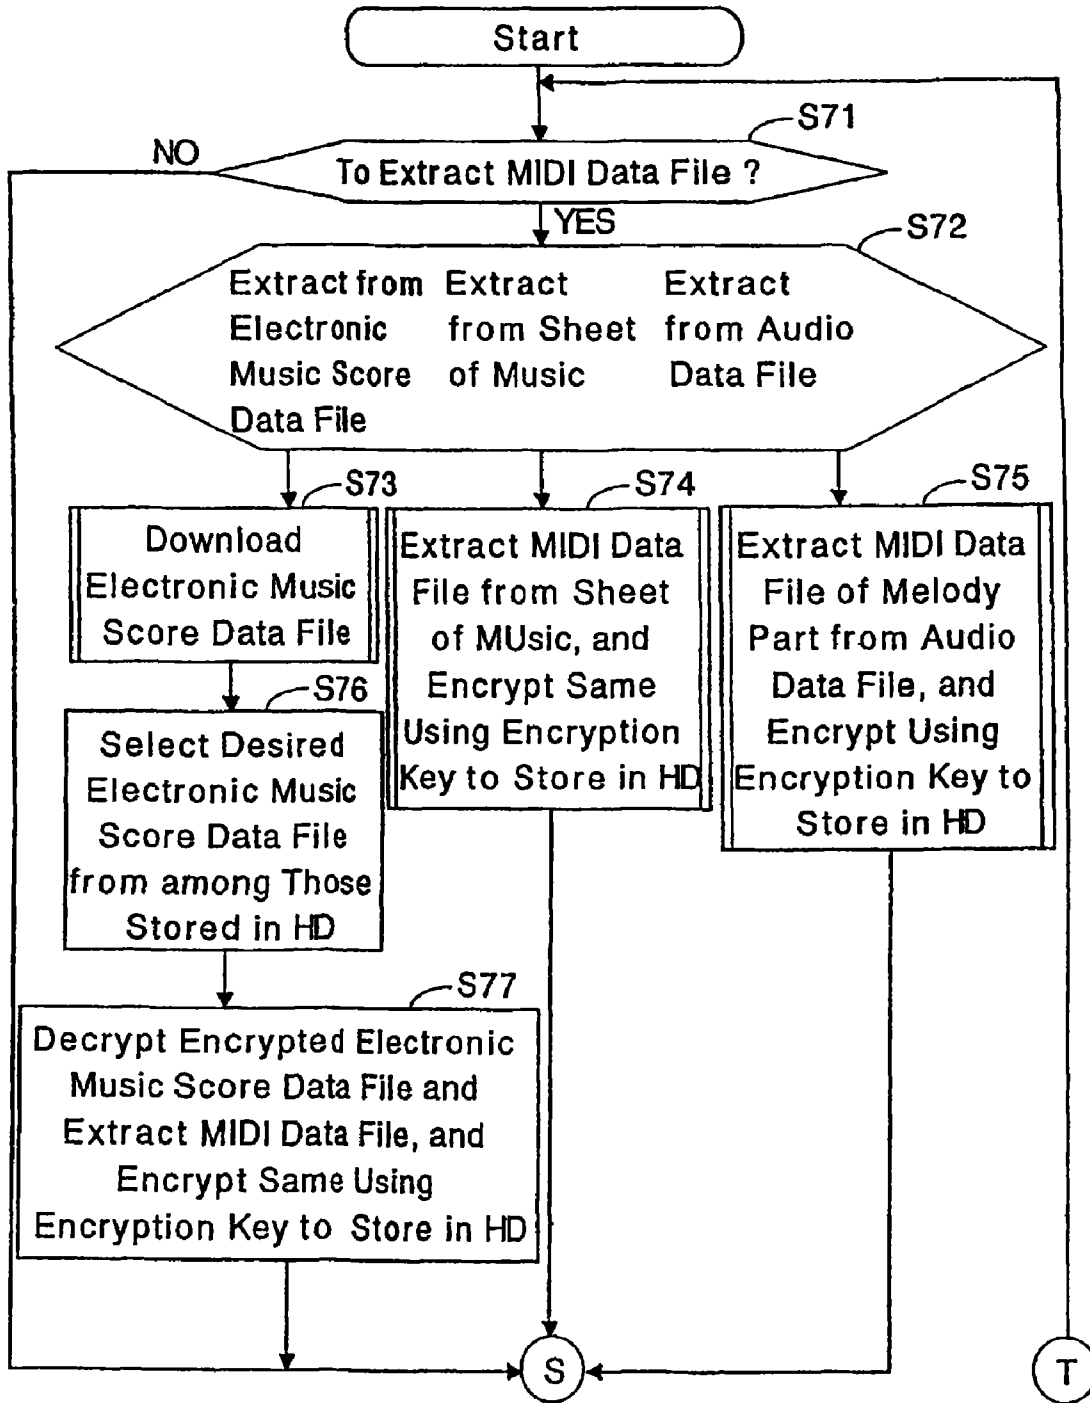 Start
S71
NO
To Extract MIDI Data File ?
YES
S72
Extract from
Electronic
Music Score
Data File
Extract
from Sheet
of Music
Extract
from Audio
Data File
S73
Download
Electronic Music
Score Data File
S74
Extract MIDI Data
File from Sheet
of MUsic, and
Encrypt Same
Using Encryption
Key to Store in HD
S75
Extract MIDI Data
File of Melody
Part from Audio
Data File, and
Encrypt Using
Encryption Key to
Store in HD
S76
Select Desired
Electronic Music
Score Data File
from among Those
Stored in HD
S77
Decrypt Encrypted Electronic
Music Score Data File and
Extract MIDI Data File, and
Encrypt Same Using
Encryption Key to Store in HD
S
T